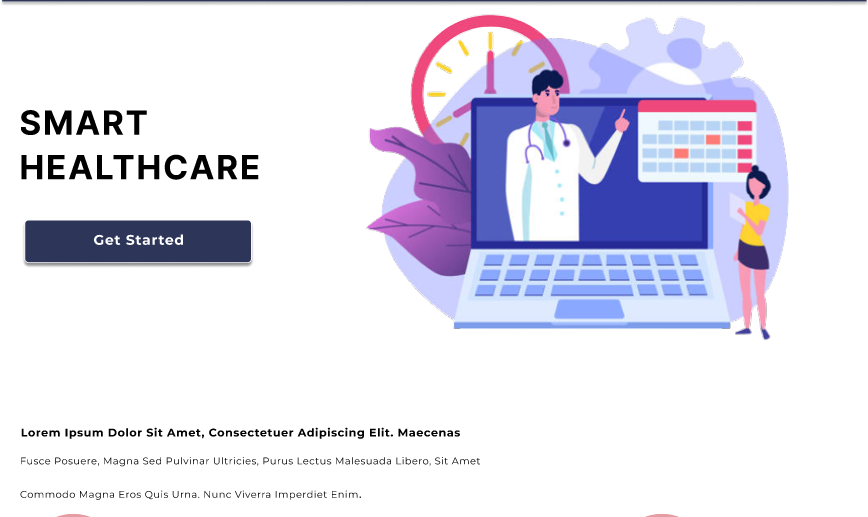 SMART
HEALTHCARE
Get Started
Lorem Ipsum Dolor Sit Amet, Consectetuer Adipiscing Elit. Maecenas
Fusce Posuere, Magna Sed Pulvinar Ultricies, Purus Lectus Malesuada Libero, Sit Amet
Commodo Magna Eros Quis Urna. Nunc Viverra Imperdiet Enim.